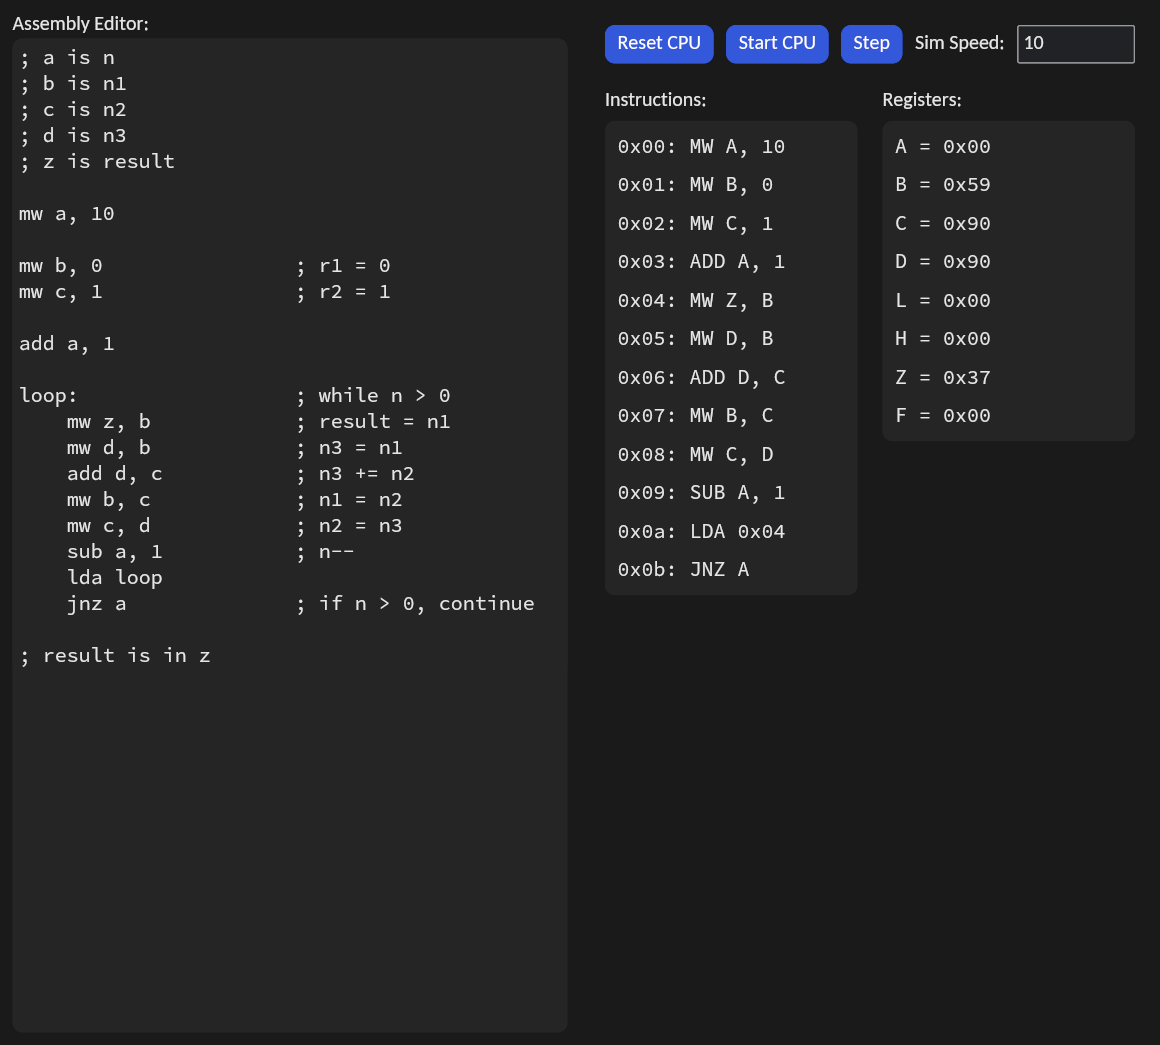 Assembly Editor:
; a is n
; b is n1
; c is n2
; d is n3
; z is result
mw a, 10
mw b, 0 ; r1 = 0
mw c, 1 ; r2 = 1
add a, 1
loop: ; while n > 0
mw z, b ; result = n1
mw d, b ; n3 = n1
add d, c ; n3 += n2
mw b, c ; n1 = n2
mw c, d ; n2 = n3
sub a, 1 ; n--
lda loop
jnz a ; if n > 0, continue
; result is in z
Reset CPU Start CPU Step Sim Speed: 10
Instructions:
0x00: MW A, 10
0x01: MW B, 0
0x02: MW C, 1
0x03: ADD A, 1
0x04: MW Z, B
0x05: MW D, B
0x06: ADD D, C
0x07: MW B, C
0x08: MW C, D
0x09: SUB A, 1
0x0a: LDA 0x04
0x0b: JNZ A
Registers:
A = 0x00
B = 0x59
C = 0x90
D = 0x90
L = 0x00
H = 0x00
Z = 0x37
F = 0x00